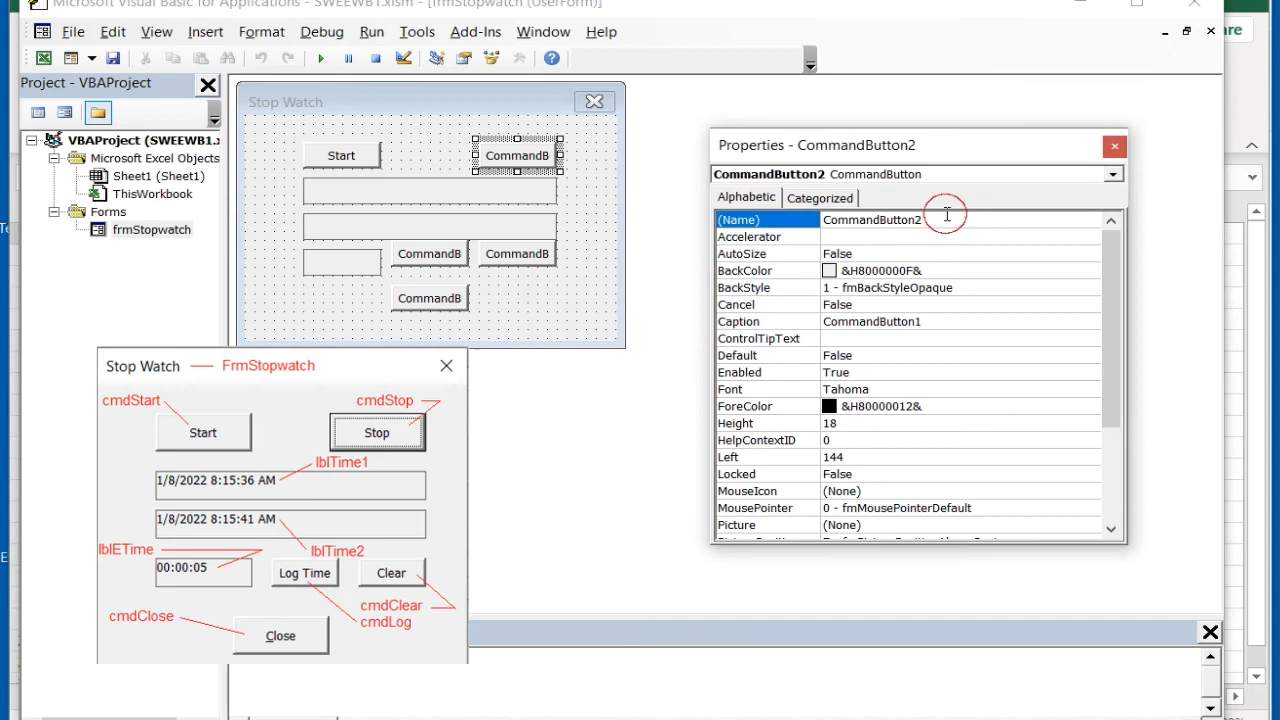 Microsoft Visual Basic for Applications - SWEEWB1.xlsm - [frmStopwatch (UserForm)]
File Edit View Insert Format Debug Run Tools Add-Ins Window Help
Project - VBAProject
VBAProject (SWEEWB1.x
Microsoft Excel Objects
Sheet1 (Sheet1)
ThisWorkbook
Forms
frmStopwatch
Stop Watch
Start
CommandB
CommandB
CommandB
CommandB
Properties - CommandButton2
CommandButton2 CommandButton
Alphabetic Categorized
(Name) CommandButton2
Accelerator
AutoSize False
BackColor &H8000000F&
BackStyle 1 - fmBackStyleOpaque
Cancel False
Caption CommandButton1
ControlTipText
Default False
Enabled True
Font Tahoma
ForeColor &H80000012&
Height 18
HelpContextID 0
Left 144
Locked False
MouseIcon (None)
MousePointer 0 - fmMousePointerDefault
Picture (None)
Stop Watch FrmStopwatch
cmdStart cmdStop
Start Stop
lblTime1
1/8/2022 8:15:36 AM
1/8/2022 8:15:41 AM
lblETime lblTime2
00:00:05
Log Time Clear
cmdClear
cmdClose cmdLog
Close